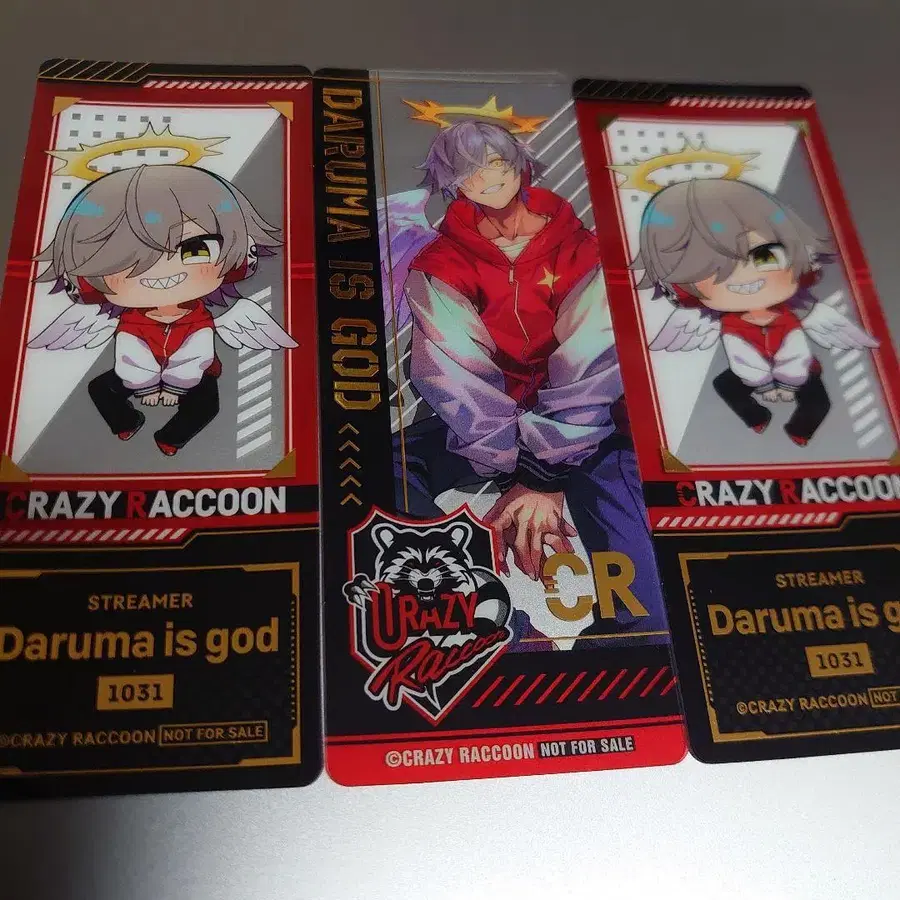 CRAZY RACCOON
STREAMER
Daruma is god
1031
©CRAZY RACCOON NOT FOR SALE
DARUMA IS GOD <<<<<
CRAZY
Raccoon
CR
©CRAZY RACCOON NOT FOR SALE
CRAZY RACCOON
STREAMER
Daruma is g
1031
©CRAZY RACCOON NOT